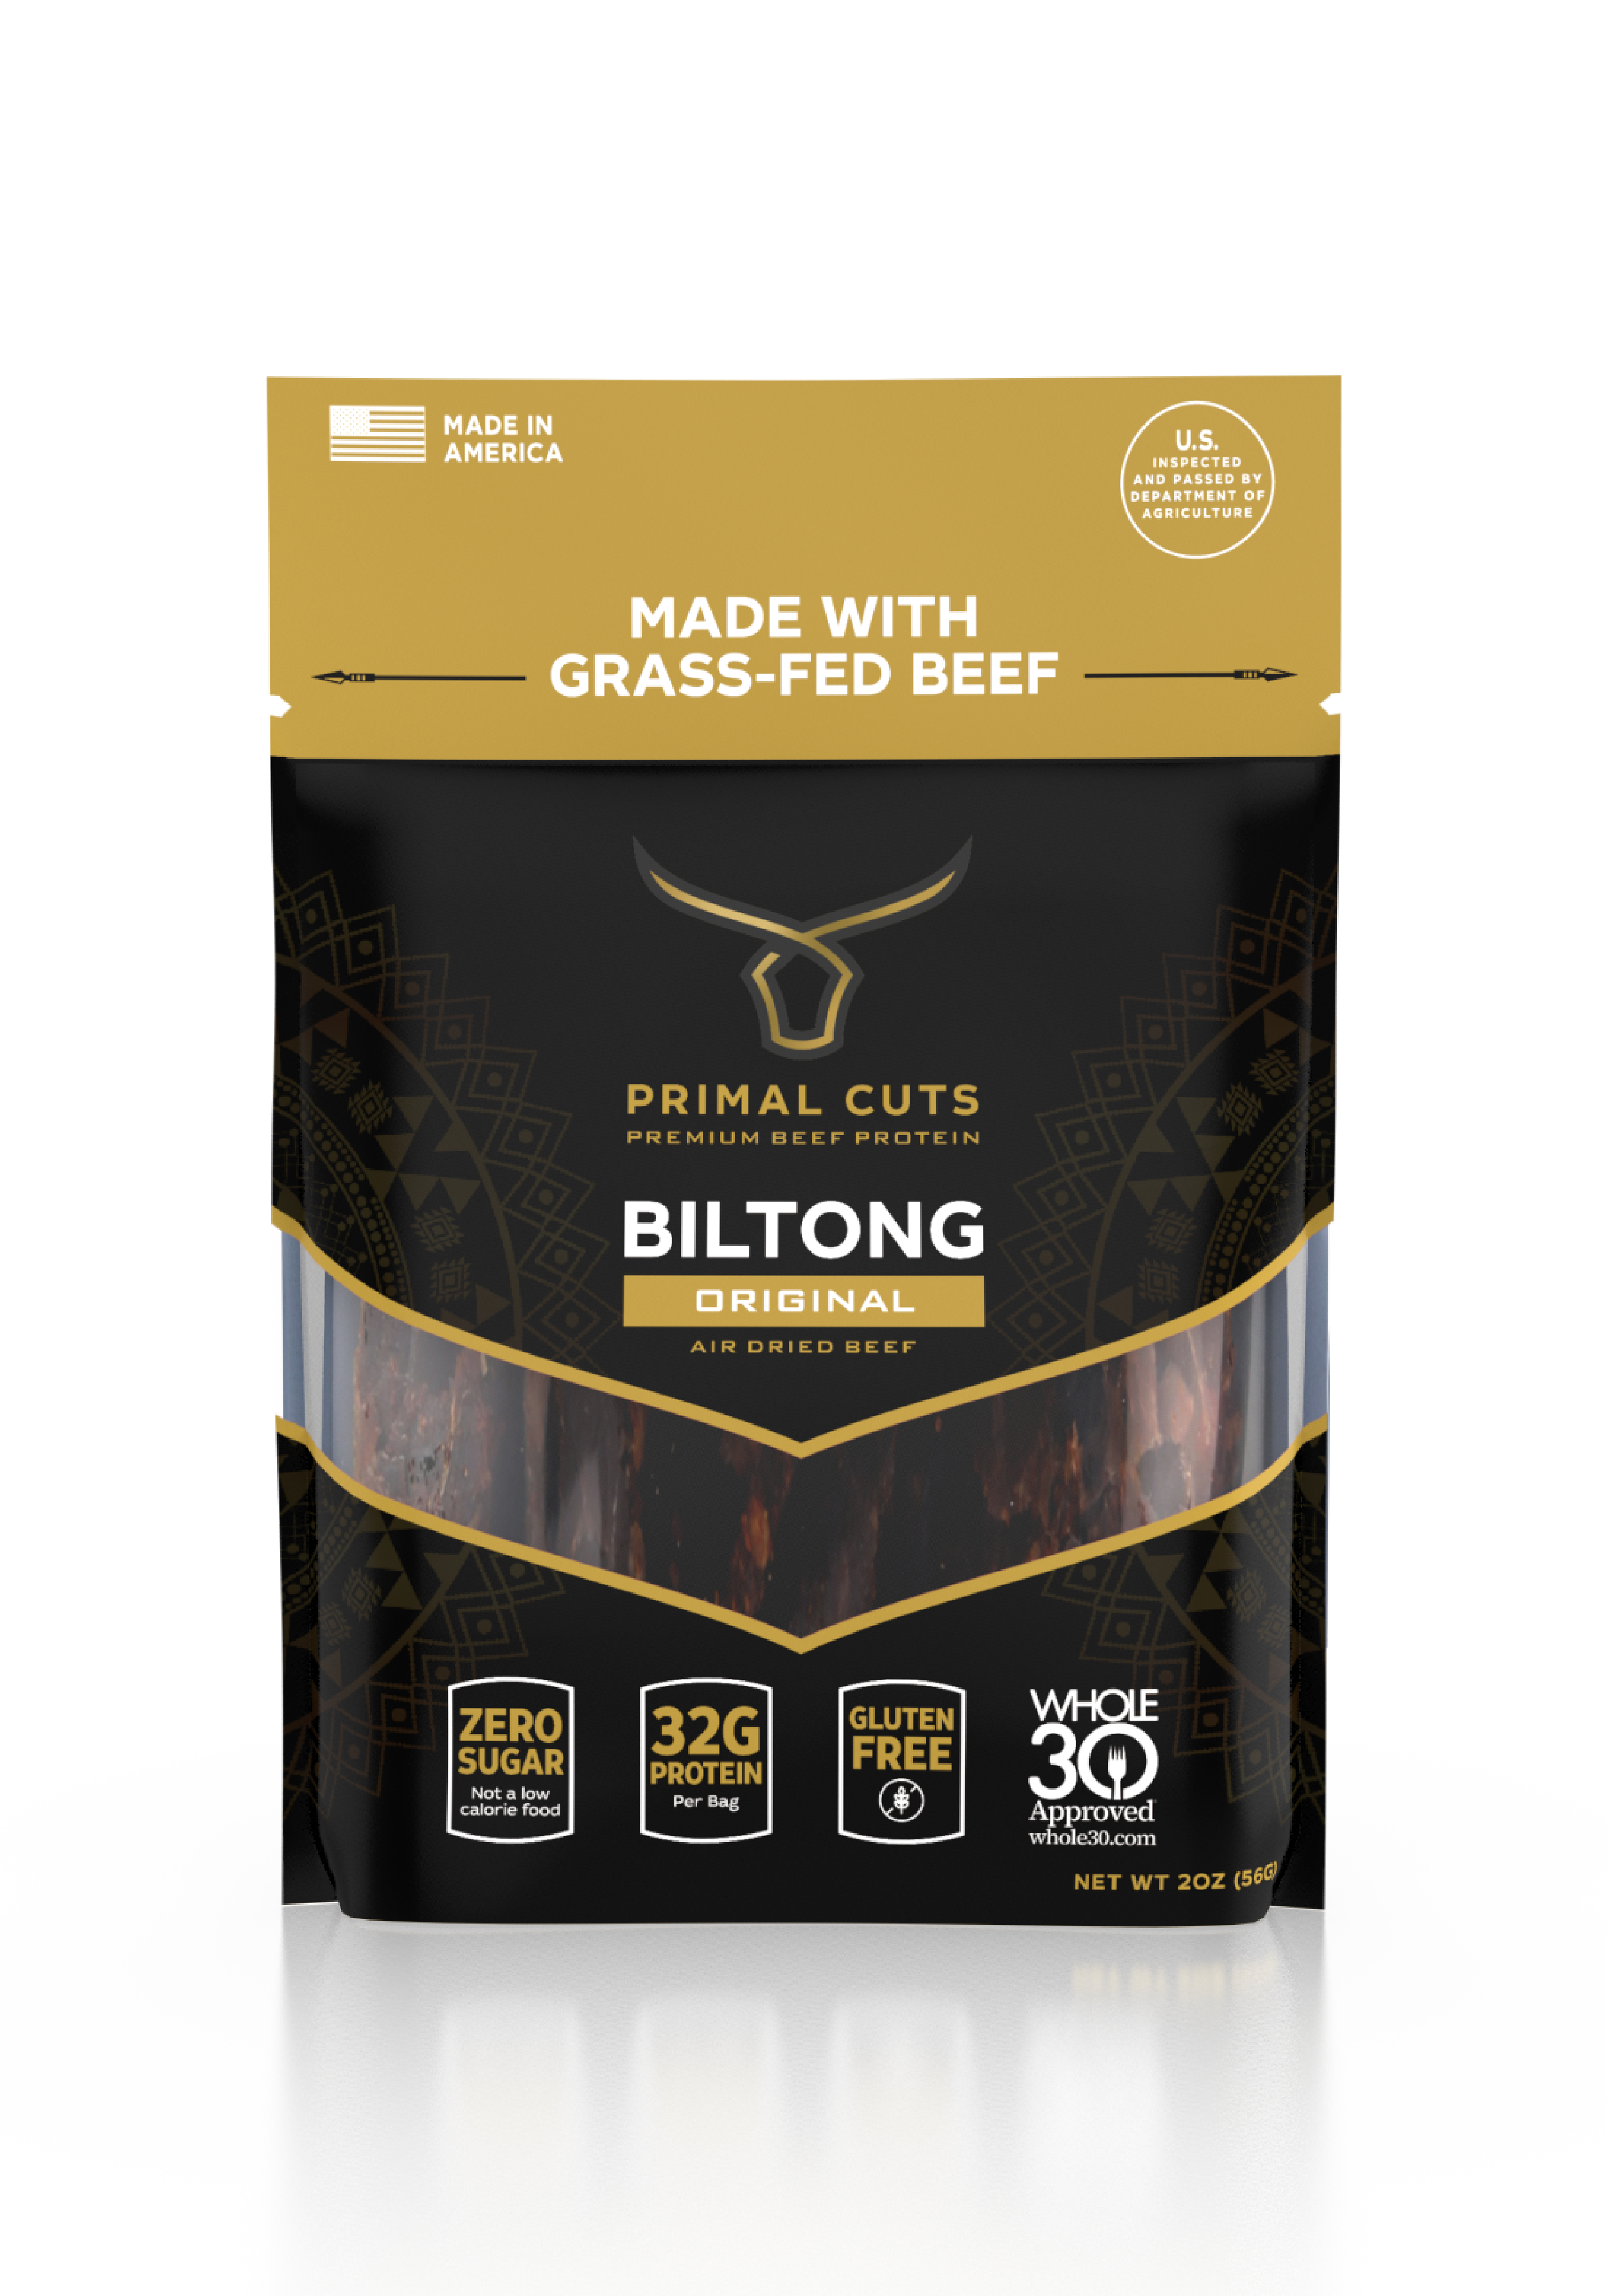 MADE IN
AMERICA
U.S.
INSPECTED
AND PASSED BY
DEPARTMENT OF
AGRICULTURE
MADE WITH
GRASS-FED BEEF
PRIMAL CUTS
PREMIUM BEEF PROTEIN
BILTONG
ORIGINAL
AIR DRIED BEEF
ZERO
SUGAR
Not a low
calorie food
32G
PROTEIN
Per Bag
GLUTEN
FREE
WHOLE
30
Approved
whole30.com
NET WT 2OZ (56G)